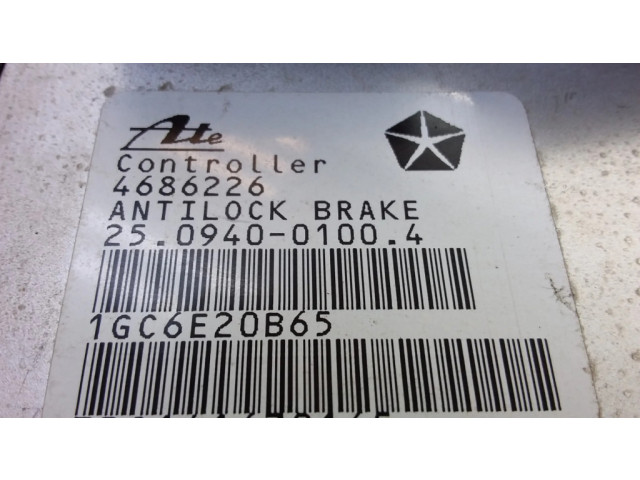 Ate
Controller
4686226
ANTILOCK BRAKE
25.0940-0100.4
1GC6E20B65